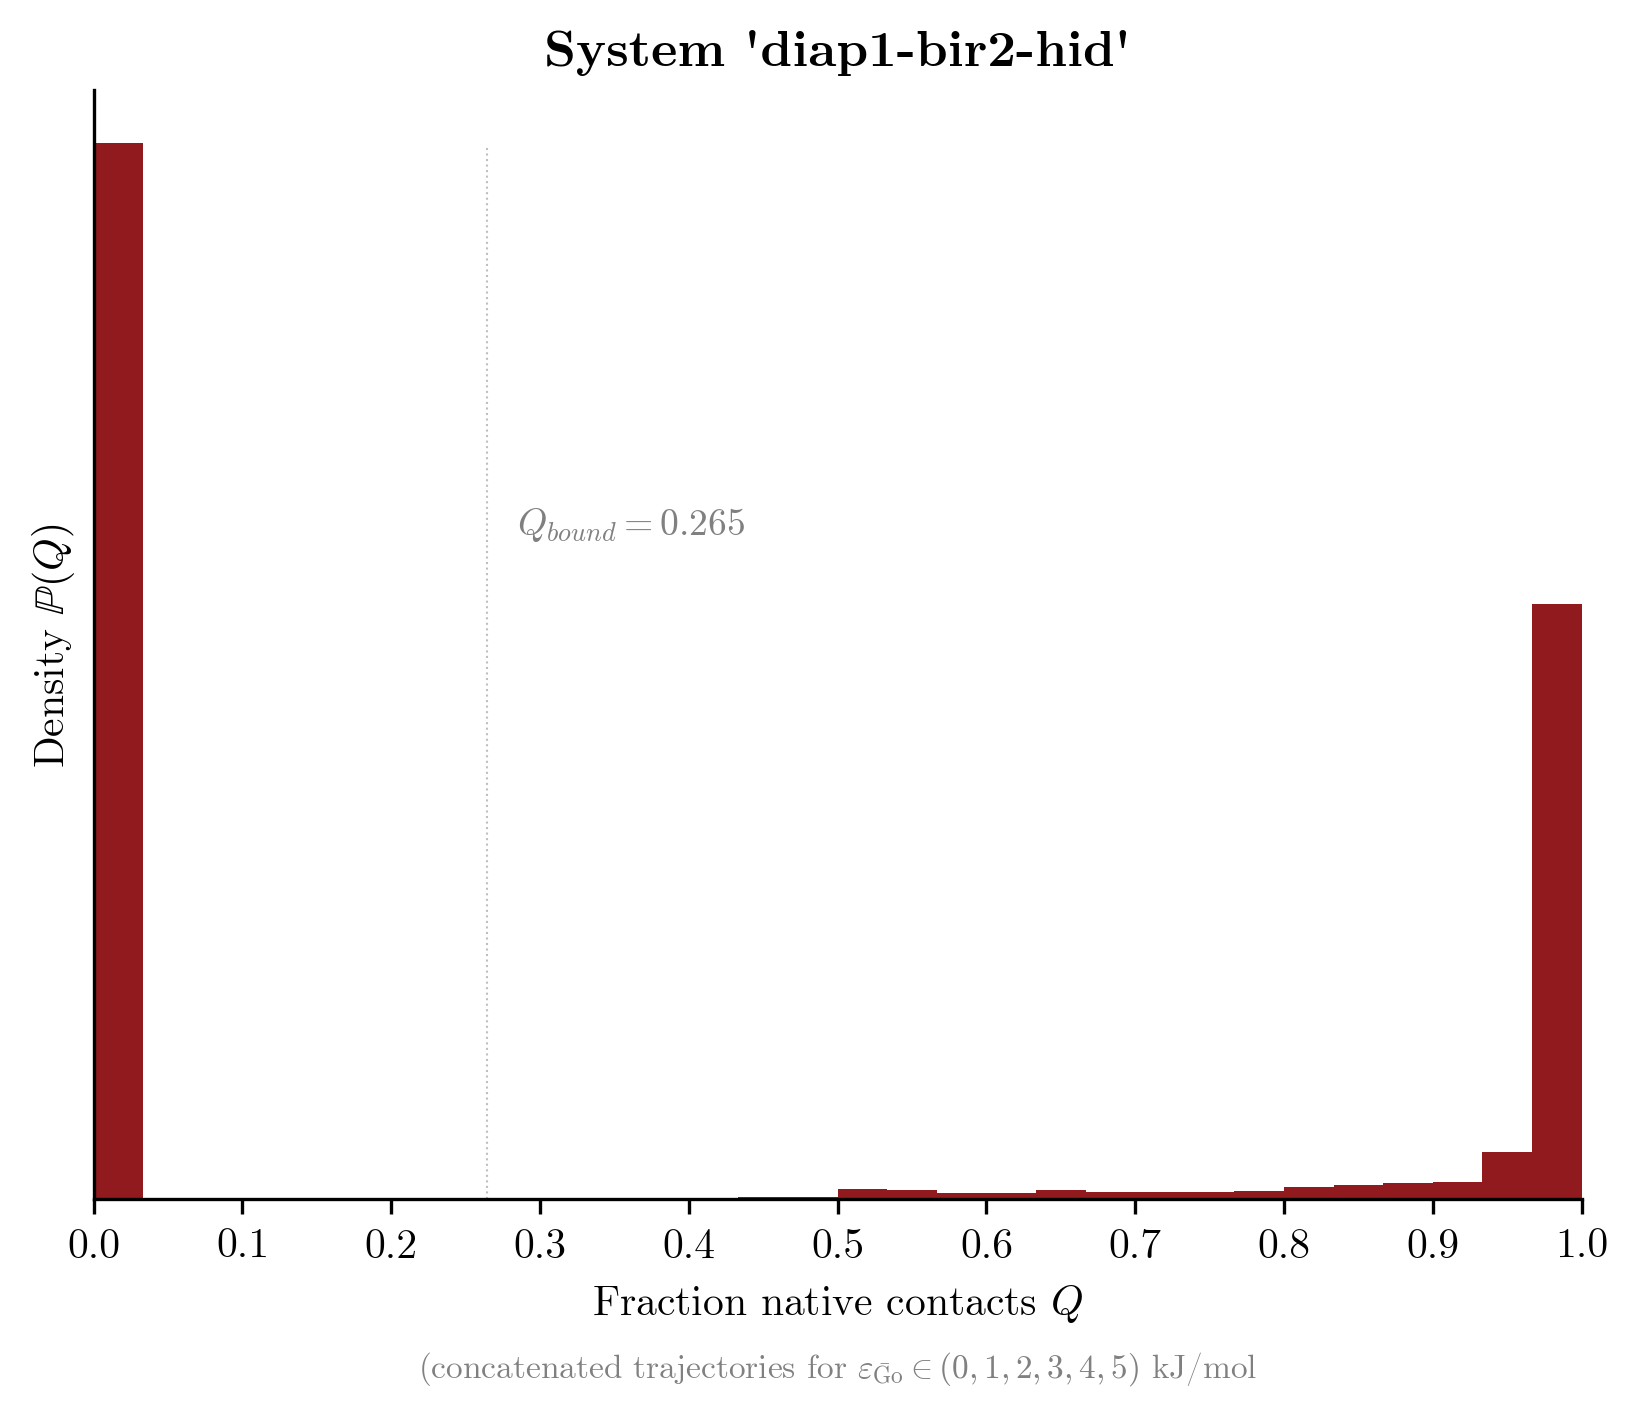 System 'diap1-bir2-hid'
Density ℙ(Q)
Q_bound = 0.265
0.0 0.1 0.2 0.3 0.4 0.5 0.6 0.7 0.8 0.9 1.0
Fraction native contacts Q
(concatenated trajectories for ε_Ḡo ∈ (0, 1, 2, 3, 4, 5) kJ/mol